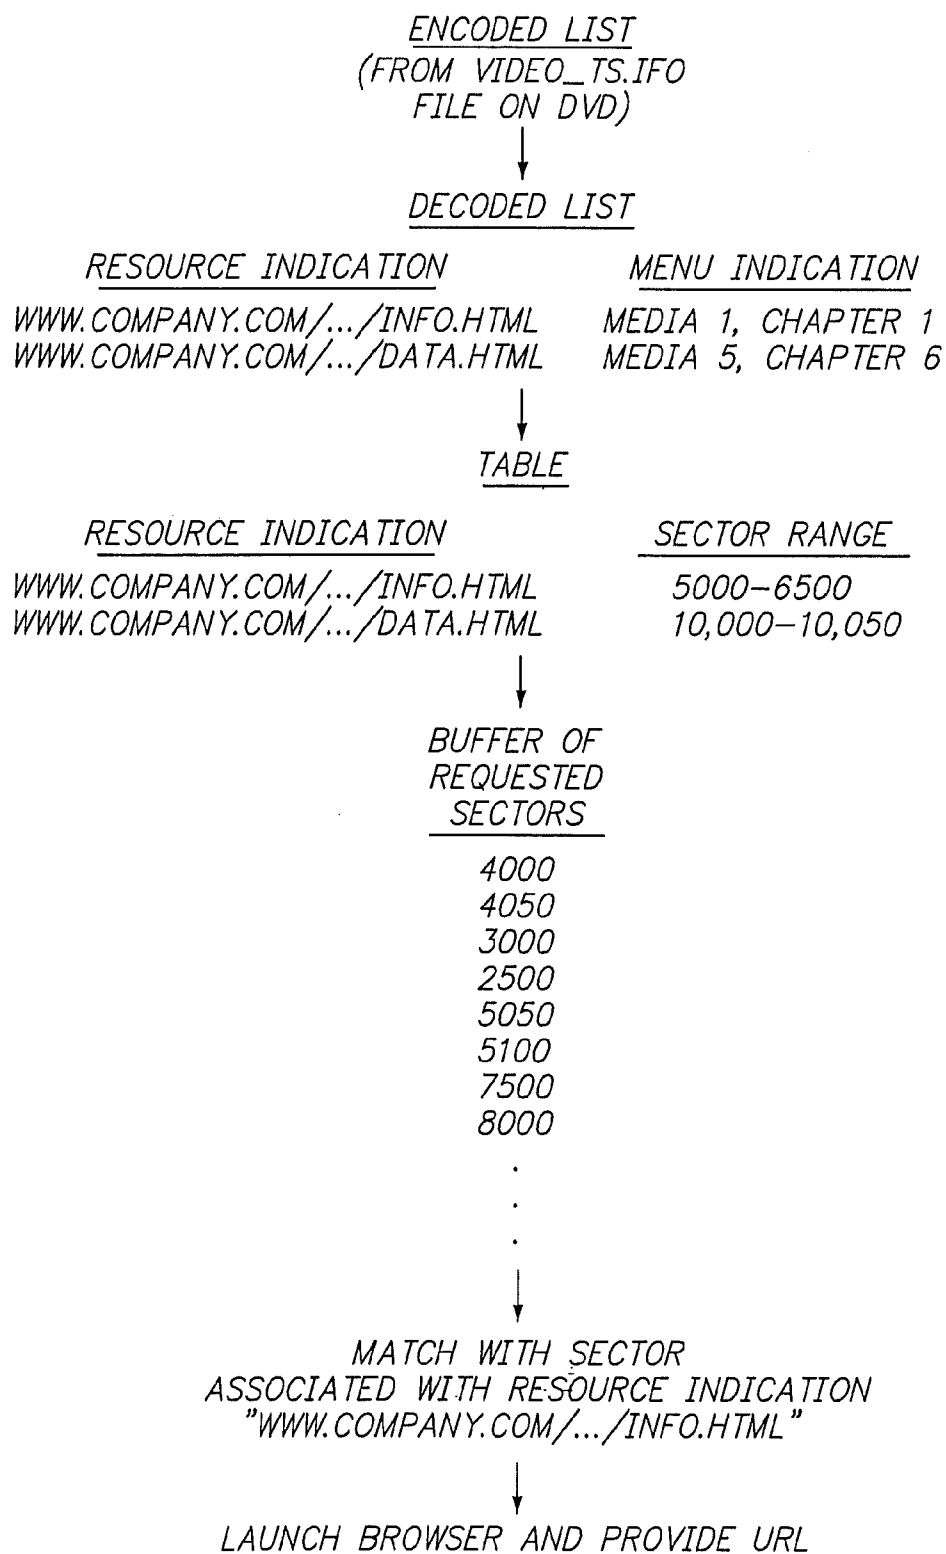 ENCODED LIST
(FROM VIDEO_TS.IFO
FILE ON DVD)
DECODED LIST
RESOURCE INDICATION MENU INDICATION
WWW.COMPANY.COM/.../INFO.HTML MEDIA 1, CHAPTER 1
WWW.COMPANY.COM/.../DATA.HTML MEDIA 5, CHAPTER 6
TABLE
RESOURCE INDICATION SECTOR RANGE
WWW.COMPANY.COM/.../INFO.HTML 5000-6500
WWW.COMPANY.COM/.../DATA.HTML 10,000-10,050
BUFFER OF
REQUESTED
SECTORS
4000
4050
3000
2500
5050
5100
7500
8000
.
.
.
MATCH WITH SECTOR
ASSOCIATED WITH RESOURCE INDICATION
"WWW.COMPANY.COM/.../INFO.HTML"
LAUNCH BROWSER AND PROVIDE URL